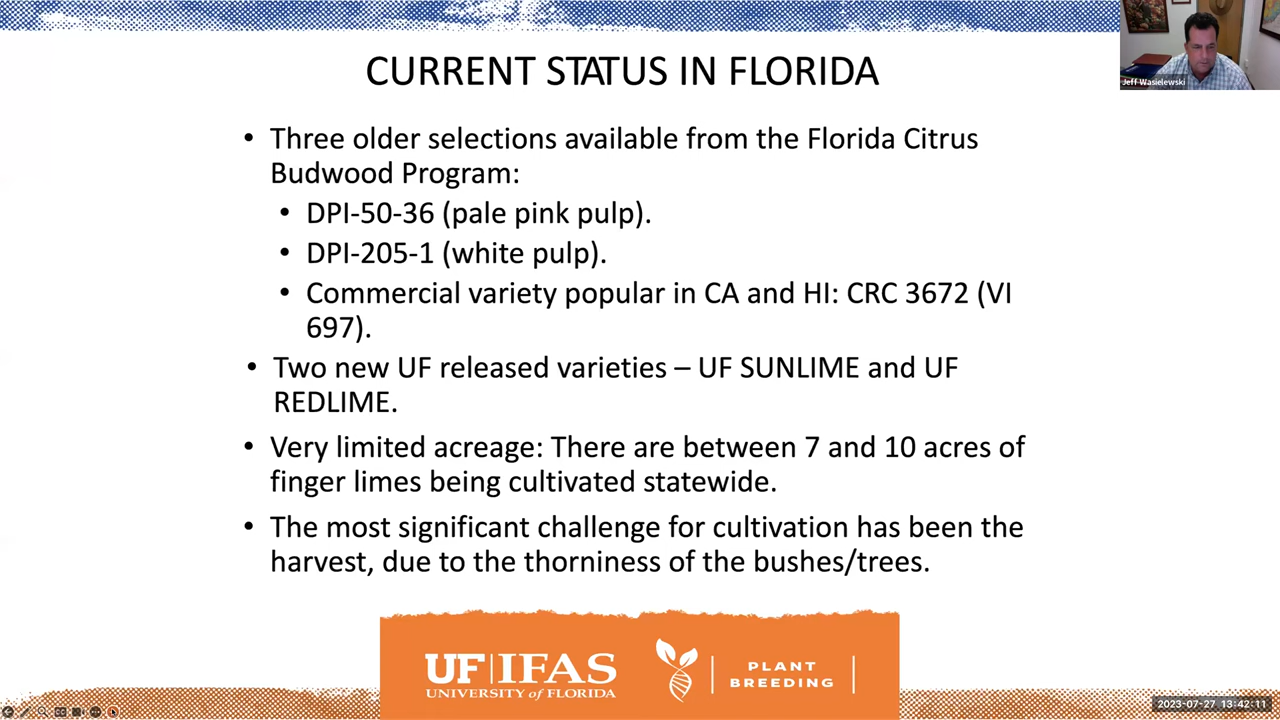 CURRENT STATUS IN FLORIDA
Jeff Wasielewski
• Three older selections available from the Florida Citrus
Budwood Program:
• DPI-50-36 (pale pink pulp).
• DPI-205-1 (white pulp).
• Commercial variety popular in CA and HI: CRC 3672 (VI
697).
• Two new UF released varieties – UF SUNLIME and UF
REDLIME.
• Very limited acreage: There are between 7 and 10 acres of
finger limes being cultivated statewide.
• The most significant challenge for cultivation has been the
harvest, due to the thorniness of the bushes/trees.
UF|IFAS
UNIVERSITY of FLORIDA
PLANT
BREEDING
2023-07-27 13:42:11